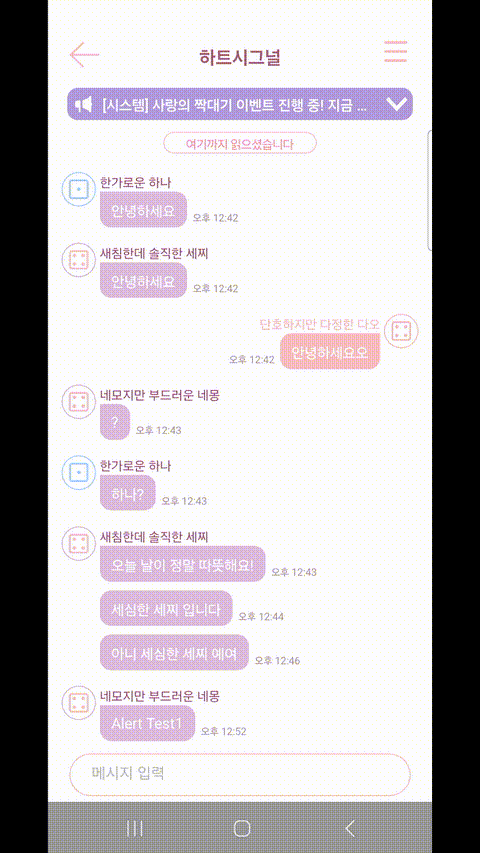 하트시그널
[시스템] 사랑의 짝대기 이벤트 진행 중! 지금 ...
여기까지 읽으셨습니다
한가로운 하나
안녕하세요 오후 12:42
새침한데 솔직한 세찌
안녕하세요 오후 12:42
단호하지만 다정한 다오
오후 12:42 안녕하세요오
네모지만 부드러운 네몽
? 오후 12:43
한가로운 하나
하나? 오후 12:43
새침한데 솔직한 세찌
오늘 날이 정말 따뜻해요! 오후 12:43
세심한 세찌 입니다 오후 12:44
아니 세심한 세찌 예여 오후 12:46
네모지만 부드러운 네몽
Alert Test1 오후 12:52
메시지 입력